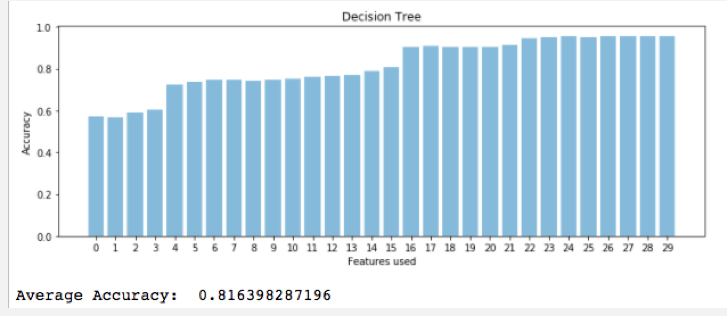 Decision Tree
1.0
0.8
0.6
0.4
0.2
0.0
Accuracy
0 1 2 3 4 5 6 7 8 9 10 11 12 13 14 15 16 17 18 19 20 21 22 23 24 25 26 27 28 29
Features used
Average Accuracy: 0.816398287196